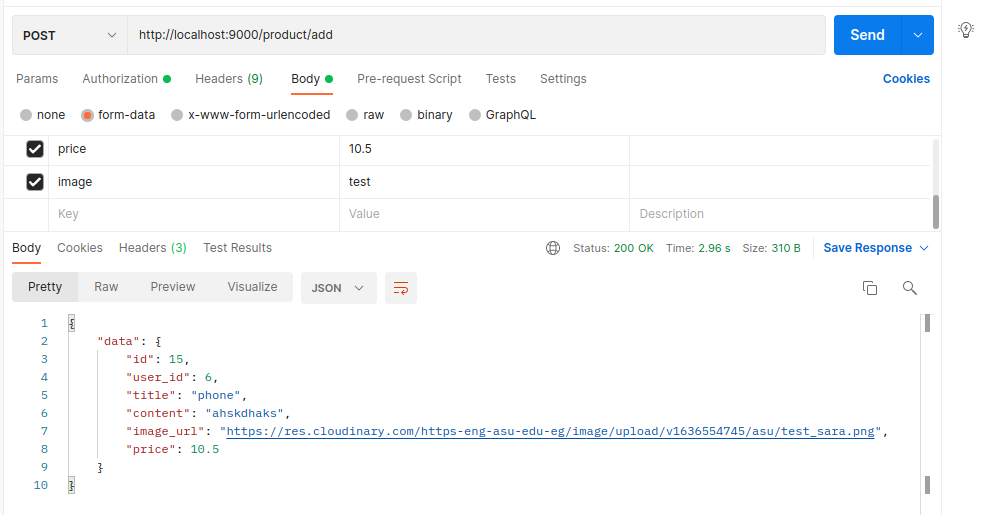 POST http://localhost:9000/product/add Send
Params Authorization Headers (9) Body Pre-request Script Tests Settings Cookies
none form-data x-www-form-urlencoded raw binary GraphQL
price 10.5
image test
Key Value Description
Body Cookies Headers (3) Test Results Status: 200 OK Time: 2.96 s Size: 310 B Save Response
Pretty Raw Preview Visualize JSON
1 {
2 "data": {
3 "id": 15,
4 "user_id": 6,
5 "title": "phone",
6 "content": "ahskdhaks",
7 "image_url": "https://res.cloudinary.com/https-eng-asu-edu-eg/image/upload/v1636554745/asu/test_sara.png",
8 "price": 10.5
9 }
10 }